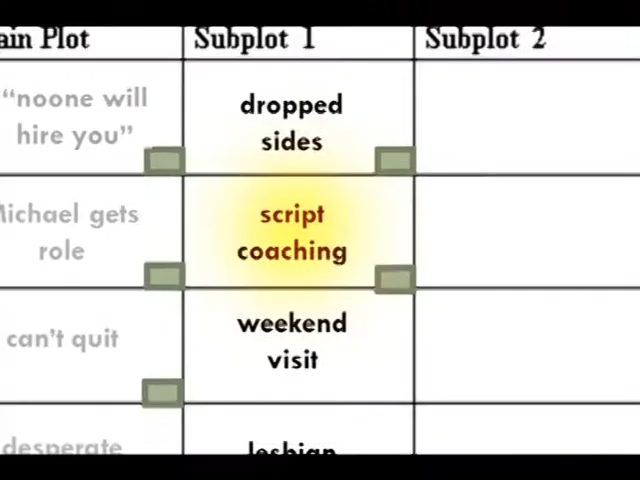 ain Plot
Subplot 1
Subplot 2
"noone will
hire you"
dropped
sides
Michael gets
role
script
coaching
can't quit
weekend
visit
desperate
lesbian